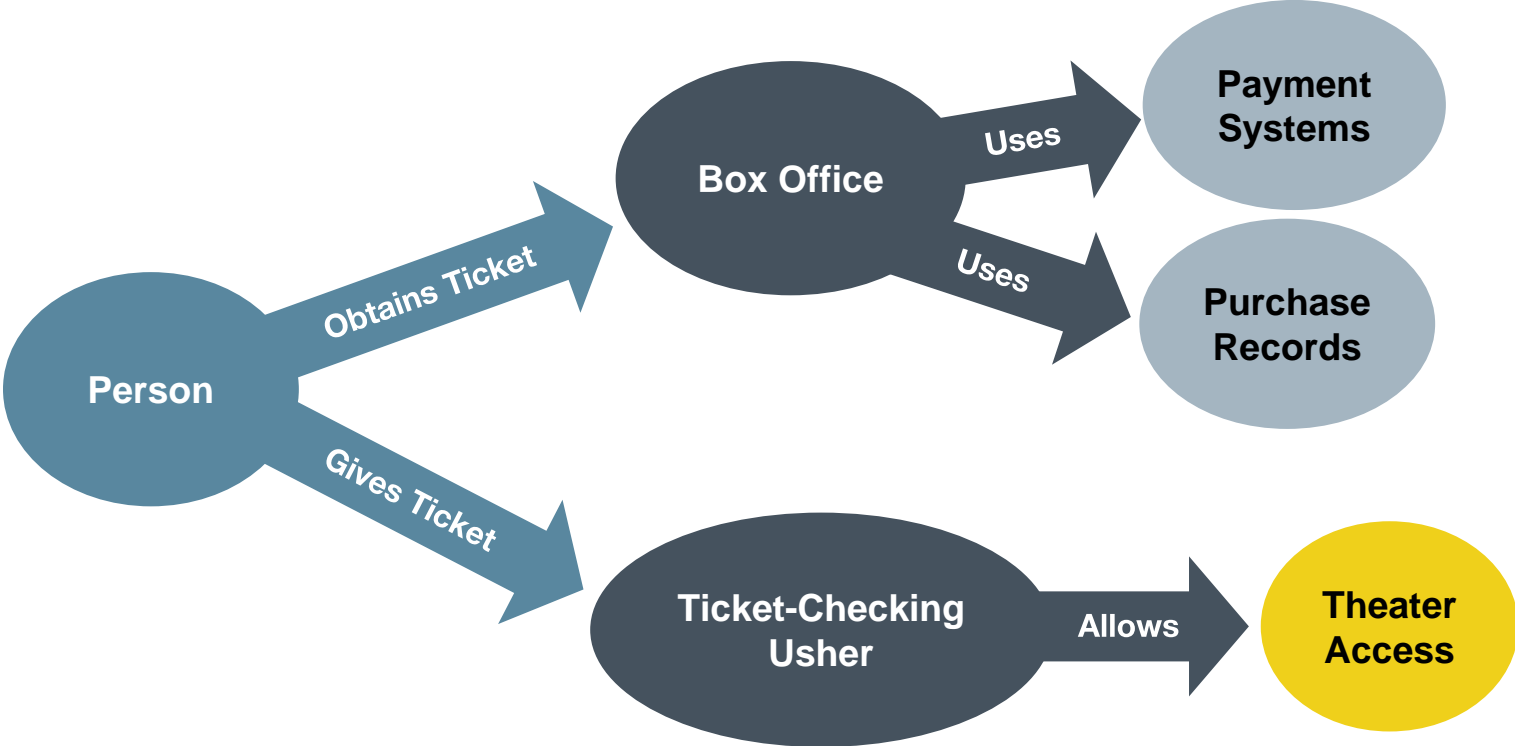 Person
Obtains Ticket
Box Office
Uses
Payment
Systems
Uses
Purchase
Records
Gives Ticket
Ticket-Checking
Usher
Allows
Theater
Access